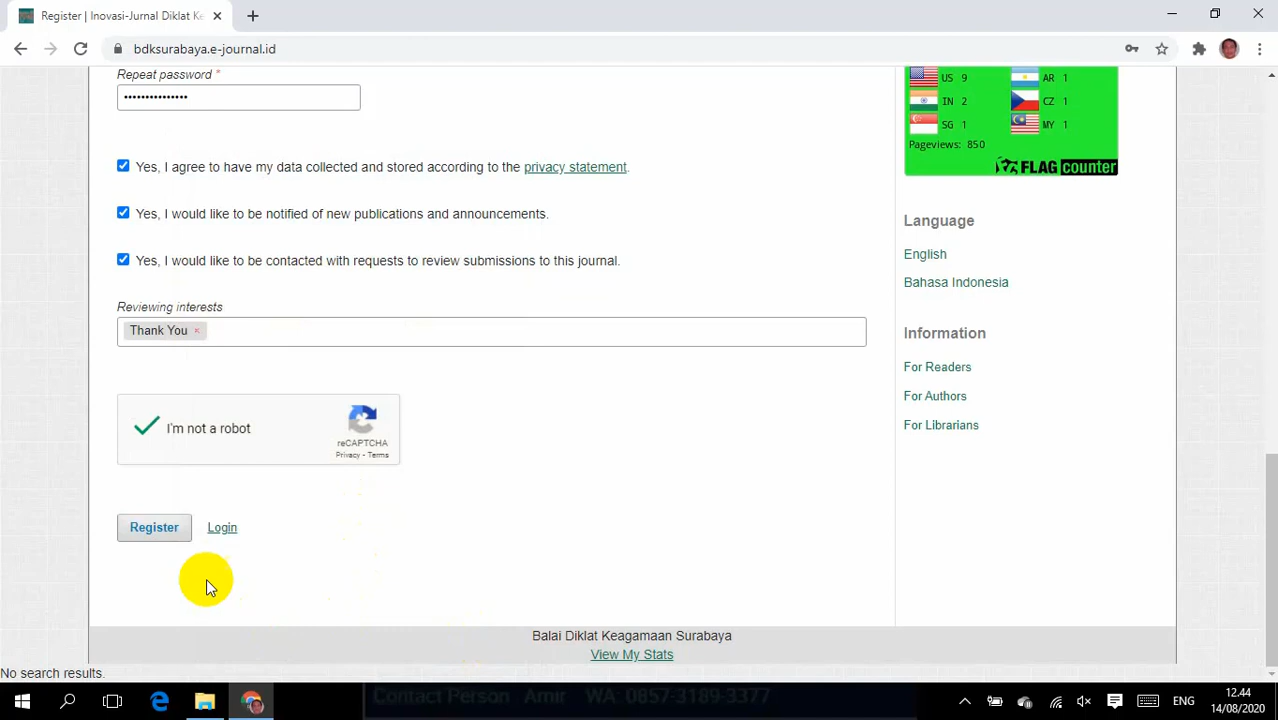 Register | Inovasi-Jurnal Diklat Ke
bdksurabaya.e-journal.id
Repeat password *
•••••••••••••••
Yes, I agree to have my data collected and stored according to the privacy statement.
Yes, I would like to be notified of new publications and announcements.
Yes, I would like to be contacted with requests to review submissions to this journal.
Reviewing interests
Thank You ×
I'm not a robot
reCAPTCHA
Privacy - Terms
Register Login
US 9 AR 1
IN 2 CZ 1
SG 1 MY 1
Pageviews: 850
FLAG counter
Language
English
Bahasa Indonesia
Information
For Readers
For Authors
For Librarians
Balai Diklat Keagamaan Surabaya
View My Stats
No search results.
Contact Person Amir WA: 0857-3189-3377
ENG
12.44
14/08/2020